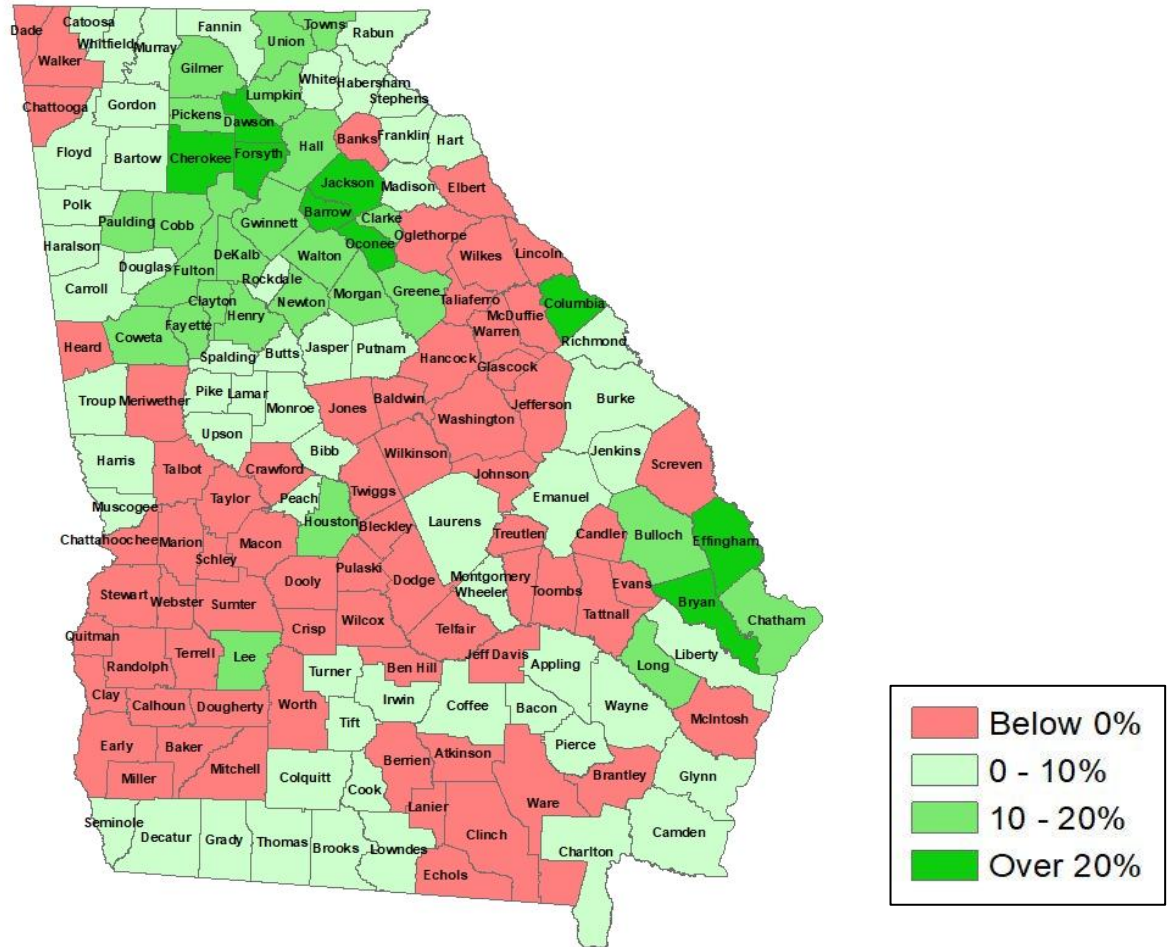 Dade
Catoosa
Whitfield
Murray
Fannin
Union
Towns
Rabun
Walker
Gilmer
White
Habersham
Stephens
Lumpkin
Chattooga
Gordon
Pickens
Dawson
Hall
Banks
Franklin
Hart
Floyd
Bartow
Cherokee
Forsyth
Jackson
Madison
Elbert
Polk
Paulding
Cobb
Gwinnett
Barrow
Clarke
Oglethorpe
Haralson
Douglas
Fulton
DeKalb
Walton
Oconee
Wilkes
Lincoln
Carroll
Rockdale
Clayton
Newton
Morgan
Greene
Taliaferro
McDuffie
Columbia
Heard
Coweta
Fayette
Henry
Warren
Richmond
Spalding
Butts
Jasper
Putnam
Hancock
Glascock
Troup
Meriwether
Pike
Lamar
Monroe
Jones
Baldwin
Washington
Jefferson
Burke
Upson
Bibb
Wilkinson
Jenkins
Screven
Harris
Talbot
Crawford
Twiggs
Johnson
Emanuel
Muscogee
Taylor
Peach
Houston
Bleckley
Laurens
Treutlen
Candler
Bulloch
Effingham
Chattahoochee
Marion
Macon
Schley
Dooly
Pulaski
Dodge
Montgomery
Wheeler
Toombs
Evans
Tattnall
Bryan
Chatham
Stewart
Webster
Sumter
Crisp
Wilcox
Telfair
Quitman
Randolph
Terrell
Lee
Turner
Ben Hill
Jeff Davis
Appling
Long
Liberty
Clay
Calhoun
Dougherty
Worth
Irwin
Coffee
Bacon
Wayne
McIntosh
Tift
Early
Baker
Miller
Mitchell
Colquitt
Berrien
Atkinson
Pierce
Brantley
Glynn
Cook
Lanier
Ware
Seminole
Decatur
Grady
Thomas
Brooks
Lowndes
Clinch
Echols
Charlton
Camden
Below 0%
0 - 10%
10 - 20%
Over 20%